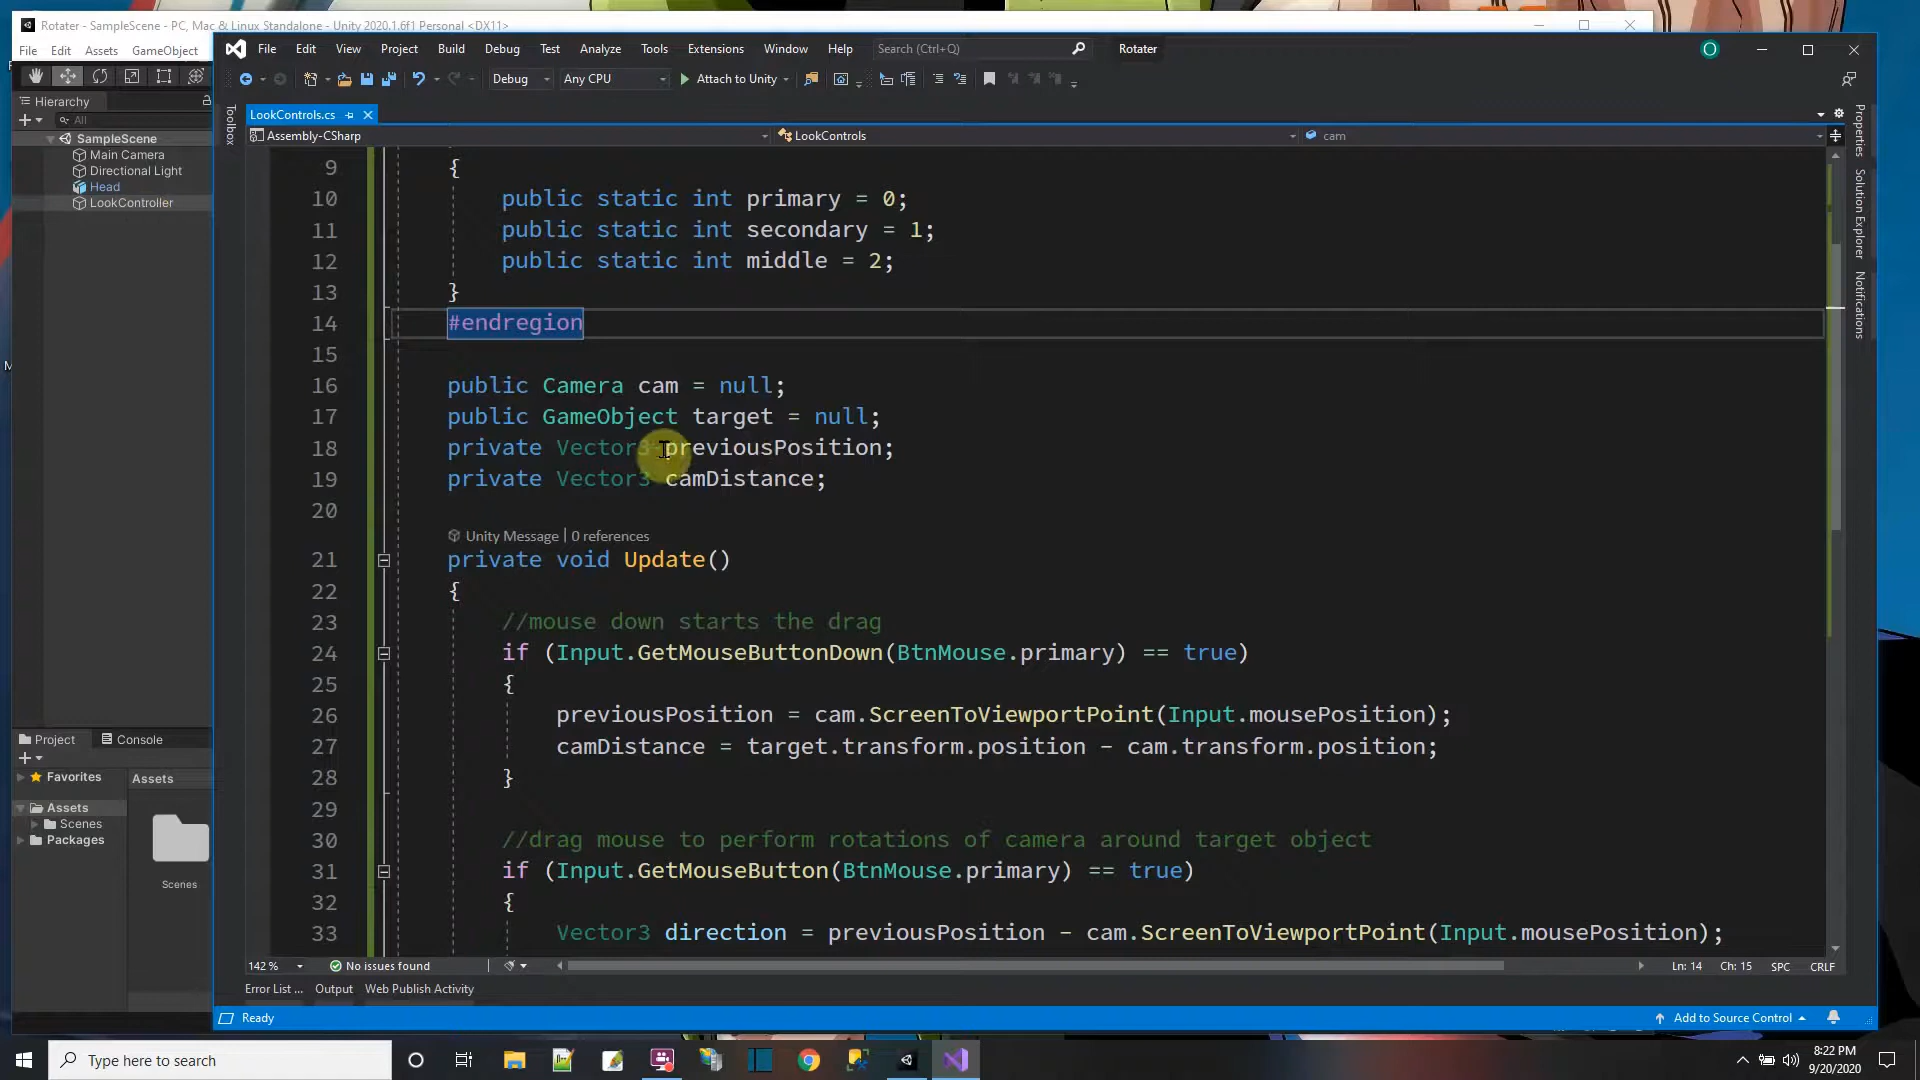 Rotater - SampleScene - PC, Mac & Linux Standalone - Unity 2020.1.6f1 Personal <DX11>
File Edit Assets GameObject
File Edit View Project Build Debug Test Analyze Tools Extensions Window Help Search (Ctrl+Q) Rotater O
Debug Any CPU Attach to Unity
Hierarchy
All
SampleScene
Main Camera
Directional Light
Head
LookController
Toolbox
LookControls.cs
Assembly-CSharp LookControls cam
9 {
10 public static int primary = 0;
11 public static int secondary = 1;
12 public static int middle = 2;
13 }
14 #endregion
15
16 public Camera cam = null;
17 public GameObject target = null;
18 private Vector3 previousPosition;
19 private Vector3 camDistance;
20
Unity Message | 0 references
21 private void Update()
22 {
23 //mouse down starts the drag
24 if (Input.GetMouseButtonDown(BtnMouse.primary) == true)
25 {
26 previousPosition = cam.ScreenToViewportPoint(Input.mousePosition);
27 camDistance = target.transform.position - cam.transform.position;
28 }
29
30 //drag mouse to perform rotations of camera around target object
31 if (Input.GetMouseButton(BtnMouse.primary) == true)
32 {
33 Vector3 direction = previousPosition - cam.ScreenToViewportPoint(Input.mousePosition);
Properties
Solution Explorer
Notifications
Project Console
Favorites
Assets
Scenes
Packages
Assets
Scenes
142 % No issues found Ln: 14 Ch: 15 SPC CRLF
Error List ... Output Web Publish Activity
Ready Add to Source Control
Type here to search
8:22 PM
9/20/2020